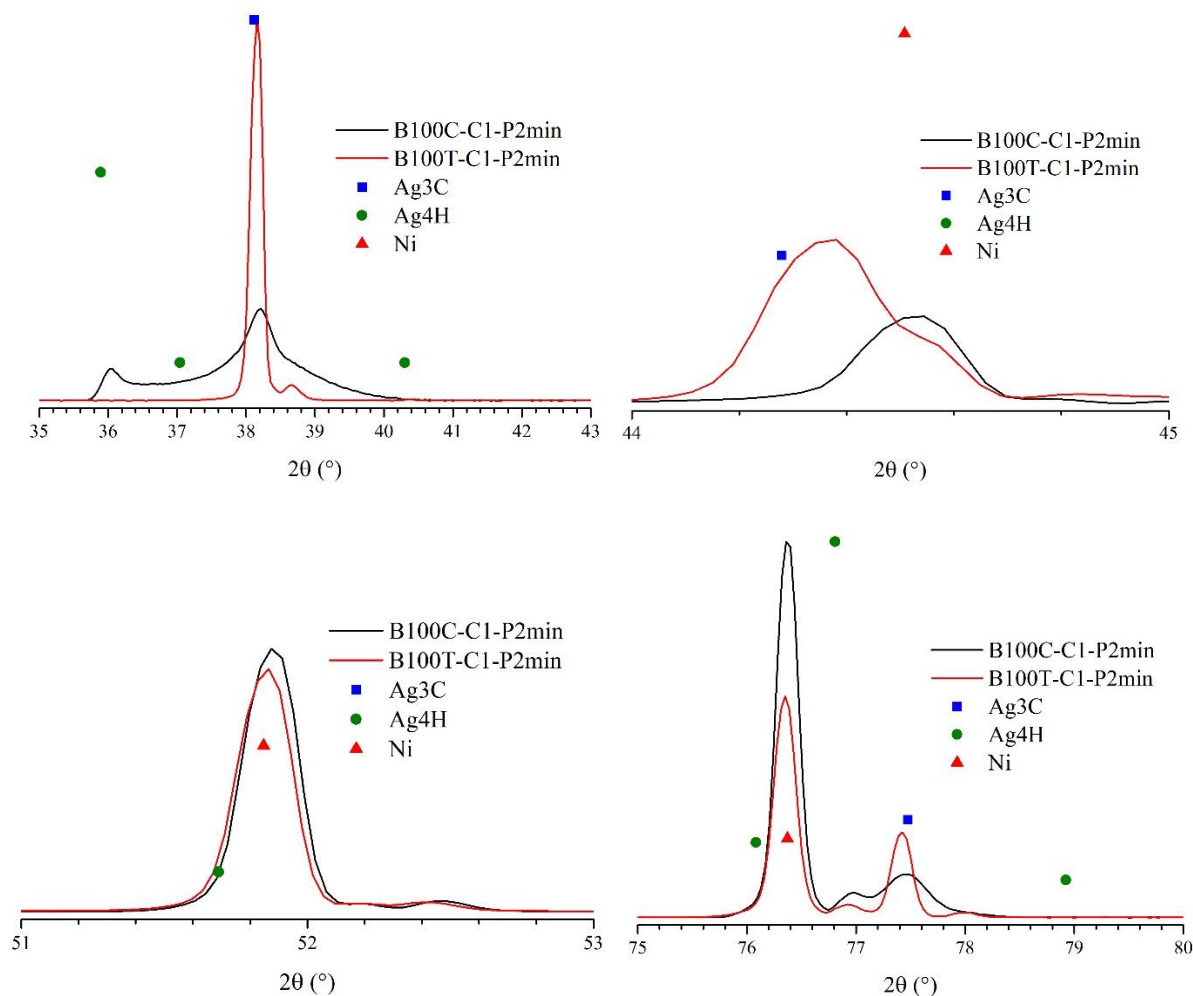 B100C-C1-P2min
B100T-C1-P2min
Ag3C
Ag4H
Ni
35 36 37 38 39 40 41 42 43
2θ (°)
B100C-C1-P2min
B100T-C1-P2min
Ag3C
Ag4H
Ni
44 45
2θ (°)
B100C-C1-P2min
B100T-C1-P2min
Ag3C
Ag4H
Ni
51 52 53
2θ (°)
B100C-C1-P2min
B100T-C1-P2min
Ag3C
Ag4H
Ni
75 76 77 78 79 80
2θ (°)